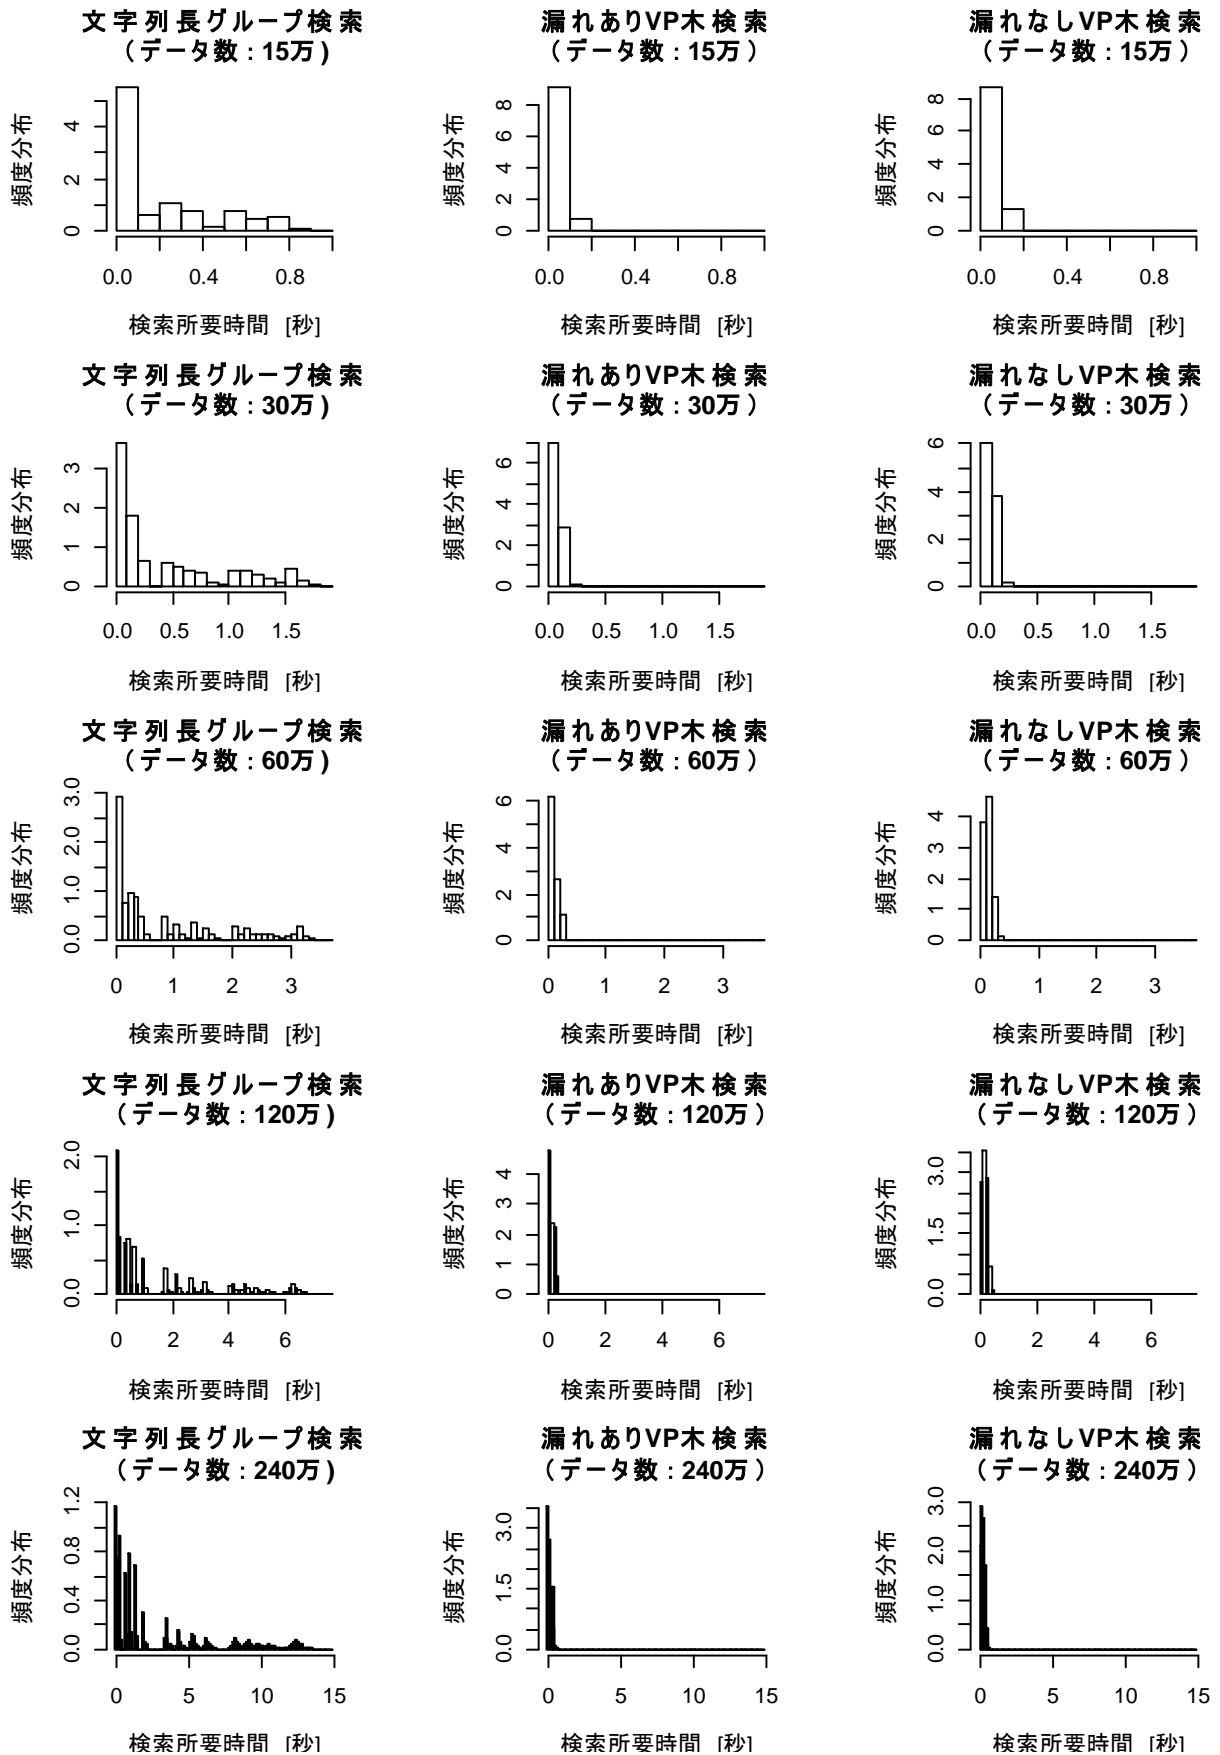 文字列長グループ検索
（データ数：15万)
頻度分布
0 2 4
0.0 0.4 0.8
検索所要時間 [秒]
漏れありVP木検索
（データ数：15万）
頻度分布
0 2 4 6 8
0.0 0.4 0.8
検索所要時間 [秒]
漏れなしVP木検索
（データ数：15万）
頻度分布
0 2 4 6 8
0.0 0.4 0.8
検索所要時間 [秒]
文字列長グループ検索
（データ数：30万)
頻度分布
0 1 2 3
0.0 0.5 1.0 1.5
検索所要時間 [秒]
漏れありVP木検索
（データ数：30万）
頻度分布
0 2 4 6
0.0 0.5 1.0 1.5
検索所要時間 [秒]
漏れなしVP木検索
（データ数：30万）
頻度分布
0 2 4 6
0.0 0.5 1.0 1.5
検索所要時間 [秒]
文字列長グループ検索
（データ数：60万)
頻度分布
0.0 1.0 2.0 3.0
0 1 2 3
検索所要時間 [秒]
漏れありVP木検索
（データ数：60万）
頻度分布
0 2 4 6
0 1 2 3
検索所要時間 [秒]
漏れなしVP木検索
（データ数：60万）
頻度分布
0 1 2 3 4
0 1 2 3
検索所要時間 [秒]
文字列長グループ検索
（データ数：120万)
頻度分布
0.0 1.0 2.0
0 2 4 6
検索所要時間 [秒]
漏れありVP木検索
（データ数：120万）
頻度分布
0 1 2 3 4
0 2 4 6
検索所要時間 [秒]
漏れなしVP木検索
（データ数：120万）
頻度分布
0.0 1.5 3.0
0 2 4 6
検索所要時間 [秒]
文字列長グループ検索
（データ数：240万)
頻度分布
0.0 0.4 0.8 1.2
0 5 10 15
検索所要時間 [秒]
漏れありVP木検索
（データ数：240万）
頻度分布
0.0 1.5 3.0
0 5 10 15
検索所要時間 [秒]
漏れなしVP木検索
（データ数：240万）
頻度分布
0.0 1.0 2.0 3.0
0 5 10 15
検索所要時間 [秒]